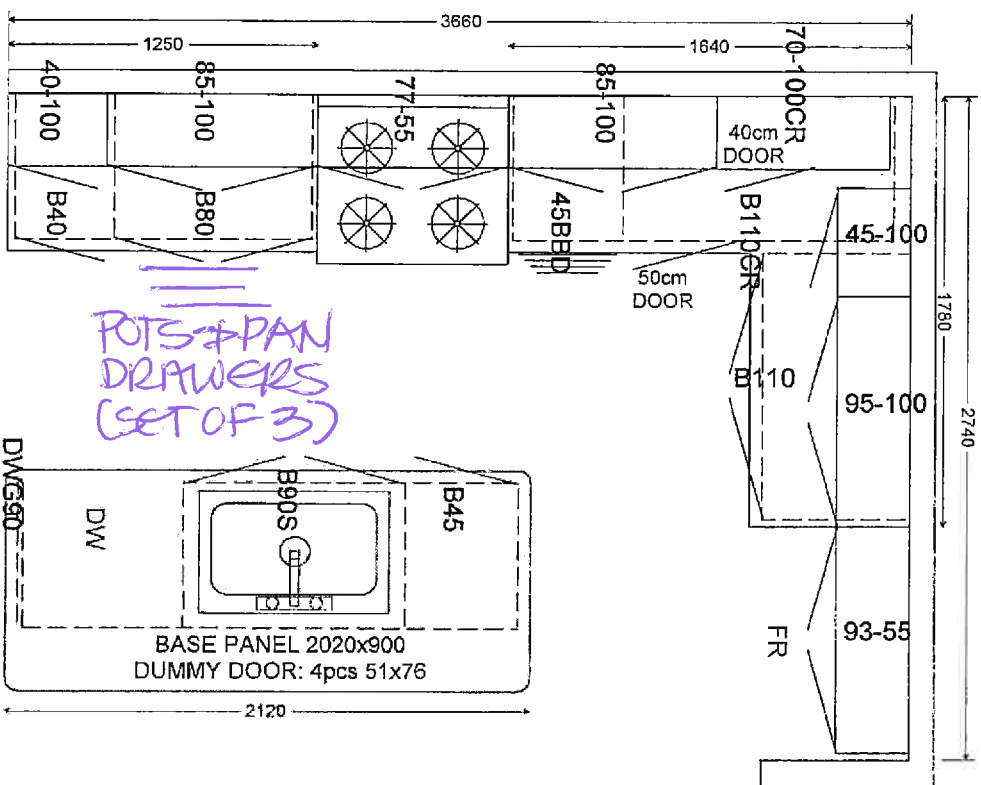 3660
1250
1640
40-100
85-100
77-55
85-100
70-100CR
40cm
DOOR
B40
B80
45BBD
B110CR
45-100
50cm
DOOR
1780
POTS & PAN
DRAWERS
(SET OF 3)
B110
95-100
2740
DWG90
DW
B90S
B45
FR
93-55
BASE PANEL 2020x900
DUMMY DOOR: 4pcs 51x76
2120